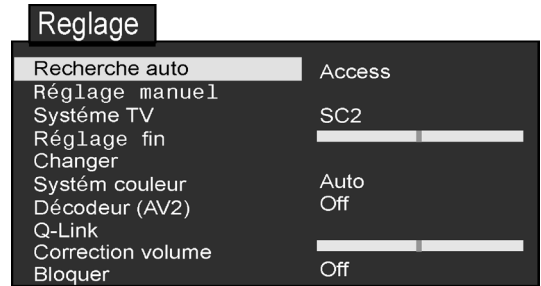 Reglage
Recherche auto Access
Réglage manuel
Systéme TV SC2
Réglage fin
Changer
Systém couleur Auto
Décodeur (AV2) Off
Q-Link
Correction volume
Bloquer Off